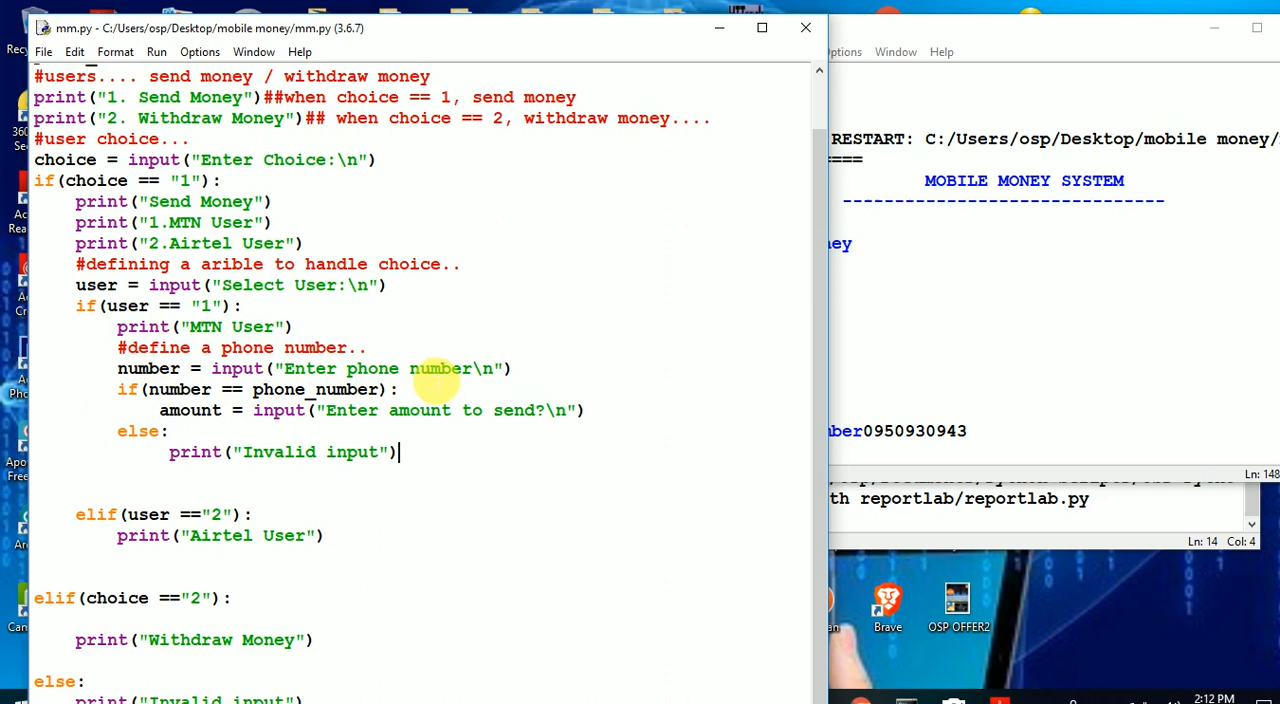 mm.py - C:/Users/osp/Desktop/mobile money/mm.py (3.6.7)
File Edit Format Run Options Window Help
#users.... send money / withdraw money
print("1. Send Money")##when choice == 1, send money
print("2. Withdraw Money")## when choice == 2, withdraw money....
#user choice...
choice = input("Enter Choice:\n")
if(choice == "1"):
print("Send Money")
print("1.MTN User")
print("2.Airtel User")
#defining a arible to handle choice..
user = input("Select User:\n")
if(user == "1"):
print("MTN User")
#define a phone number..
number = input("Enter phone number\n")
if(number == phone_number):
amount = input("Enter amount to send?\n")
else:
print("Invalid input")
elif(user =="2"):
print("Airtel User")
elif(choice =="2"):
print("Withdraw Money")
else:
print("Invalid input")
ptions Window Help
RESTART: C:/Users/osp/Desktop/mobile money/
====
MOBILE MONEY SYSTEM
-------------------------------
ney
mber0950930943
Ln: 148
th reportlab/reportlab.py
Ln: 14 Col: 4
Brave
OSP OFFER2
2:12 PM